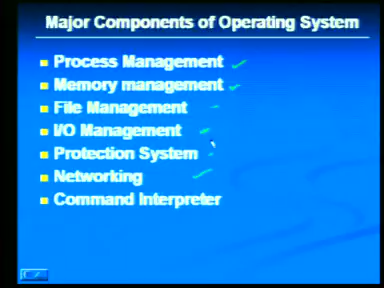 Major Components of Operating System
Process Management
Memory management
File Management
I/O Management
Protection System
Networking
Command Interpreter